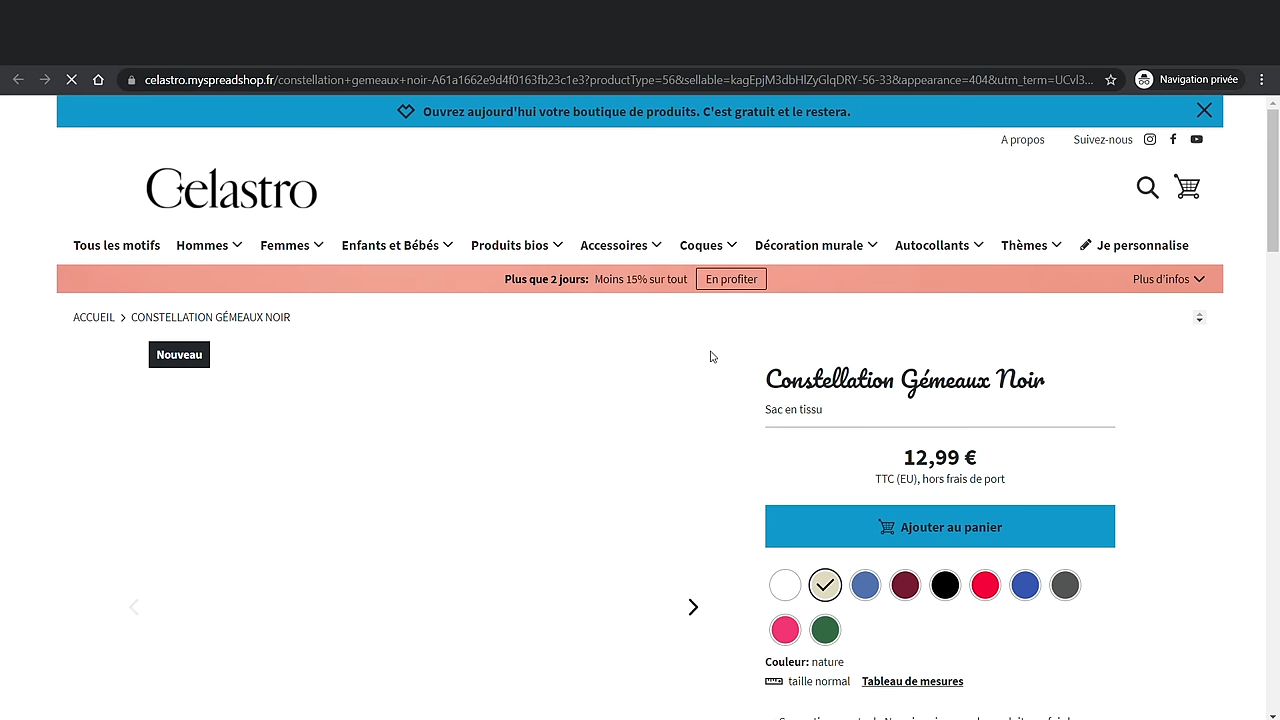 celastro.myspreadshop.fr/constellation+gemeaux+noir-A61a1662e9d4f0163fb23c1e3?productType=56&sellable=kagEpjM3dbHIZyGlqDRY-56-33&appearance=404&utm_term=UCvl3... Navigation privée
Ouvrez aujourd'hui votre boutique de produits. C'est gratuit et le restera.
A propos Suivez-nous
Celastro
Tous les motifs Hommes Femmes Enfants et Bébés Produits bios Accessoires Coques Décoration murale Autocollants Thèmes Je personnalise
Plus que 2 jours: Moins 15% sur tout En profiter Plus d'infos
ACCUEIL > CONSTELLATION GÉMEAUX NOIR
Nouveau
Constellation Gémeaux Noir
Sac en tissu
12,99 €
TTC (EU), hors frais de port
Ajouter au panier
Couleur: nature
taille normal Tableau de mesures